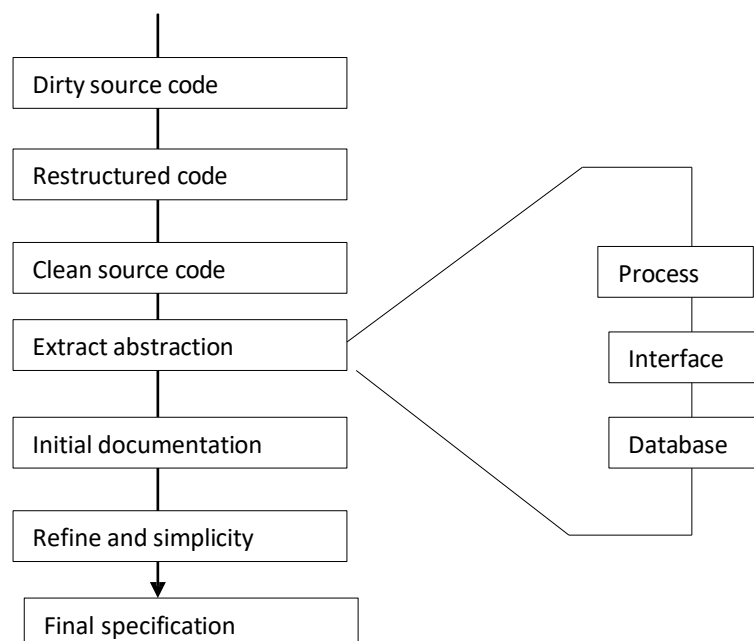 Dirty source code
Restructured code
Clean source code
Extract abstraction
Initial documentation
Refine and simplicity
Final specification
Process
Interface
Database